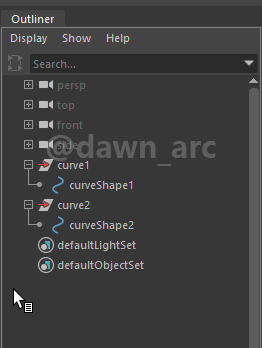 Outliner
Display Show Help
Search...
persp
top
front
side
@dawn_arc
curve1
curveShape1
curve2
curveShape2
defaultLightSet
defaultObjectSet